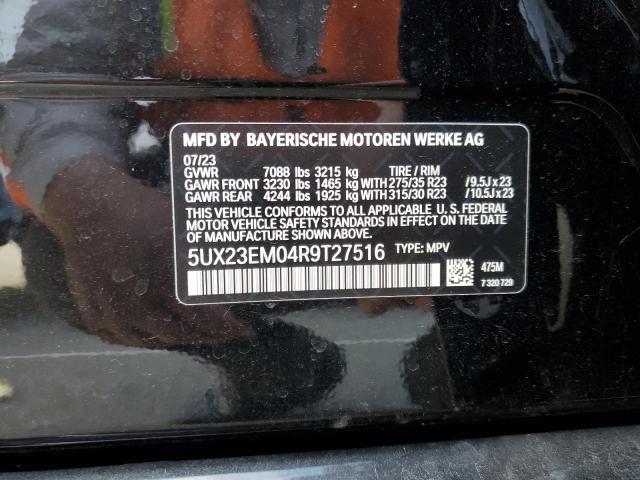 MFD BY BAYERISCHE MOTOREN WERKE AG
07/23
GVWR 7088 lbs 3215 kg TIRE / RIM
GAWR FRONT 3230 lbs 1465 kg WITH 275/35 R23 /9.5J x 23
GAWR REAR 4244 lbs 1925 kg WITH 315/30 R23 /10.5J x 23
THIS VEHICLE CONFORMS TO ALL APPLICABLE U. S. FEDERAL
MOTOR VEHICLE SAFETY STANDARDS IN EFFECT ON THE DATE
OF MANUFACTURE SHOWN ABOVE.
5UX23EM04R9T27516 TYPE: MPV
475M
7 320 729